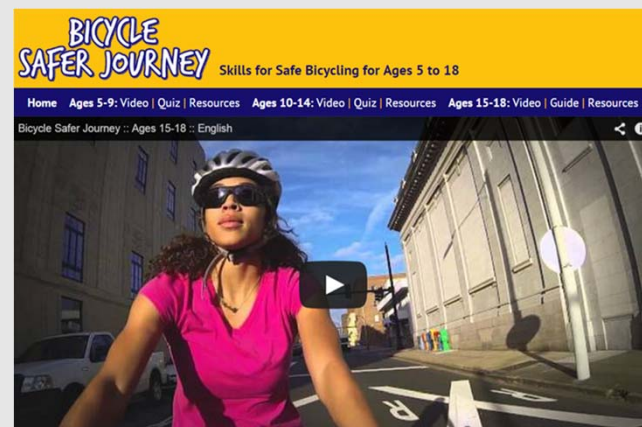 BICYCLE
SAFER JOURNEY Skills for Safe Bicycling for Ages 5 to 18
Home Ages 5-9: Video | Quiz | Resources Ages 10-14: Video | Quiz | Resources Ages 15-18: Video | Guide | Resources
Bicycle Safer Journey :: Ages 15-18 :: English